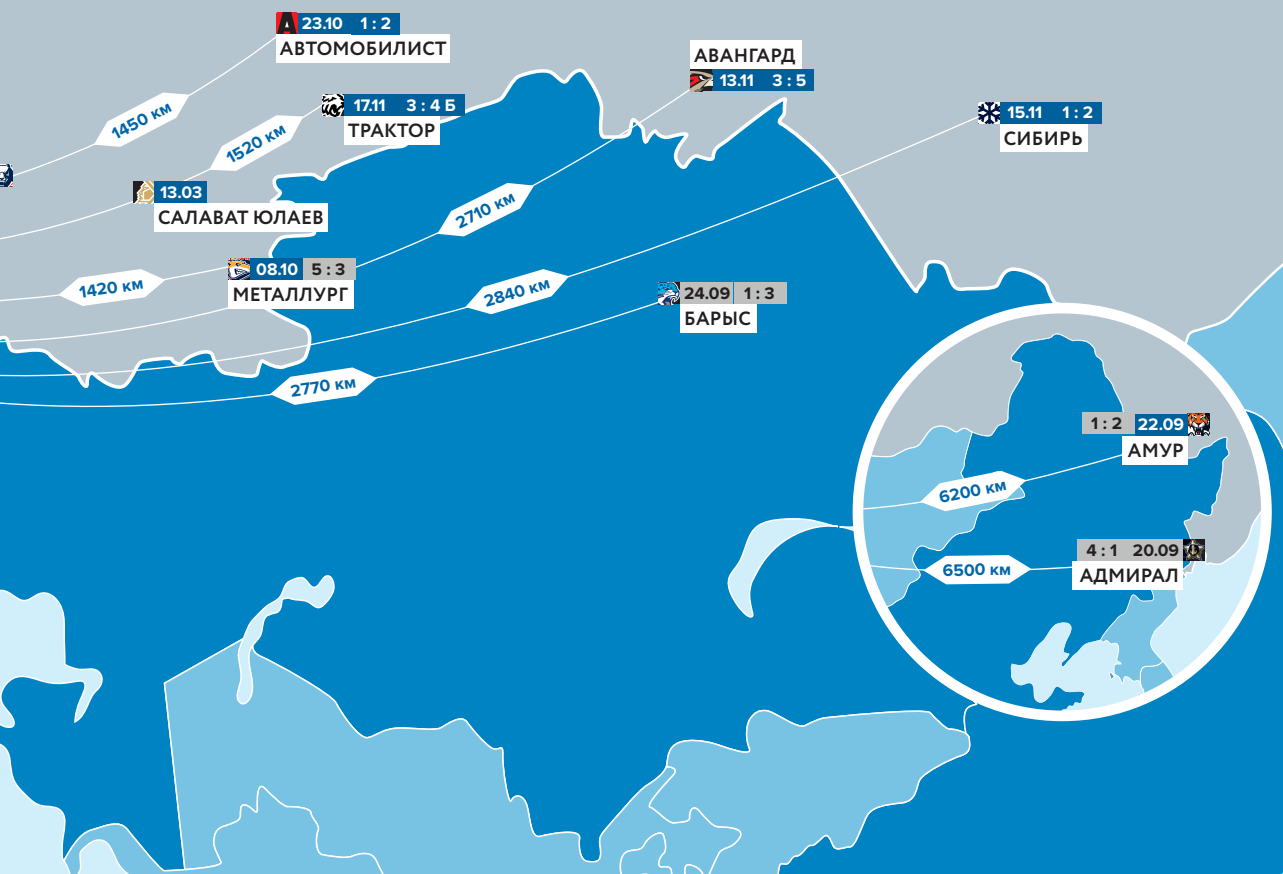 23.10 1 : 2
АВТОМОБИЛИСТ
АВАНГАРД
13.11 3 : 5
17.11 3 : 4 Б
ТРАКТОР
15.11 1 : 2
СИБИРЬ
1450 км
1520 км
13.03
САЛАВАТ ЮЛАЕВ
2710 км
08.10 5 : 3
МЕТАЛЛУРГ
1420 км
2840 км
24.09 1 : 3
БАРЫС
2770 км
1 : 2 22.09
АМУР
6200 км
4 : 1 20.09
АДМИРАЛ
6500 км